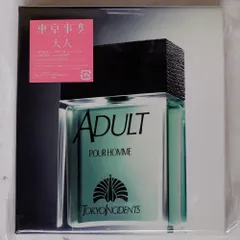 東京事変
大人
ADULT
POUR HOMME
TOKYO INCIDENTS